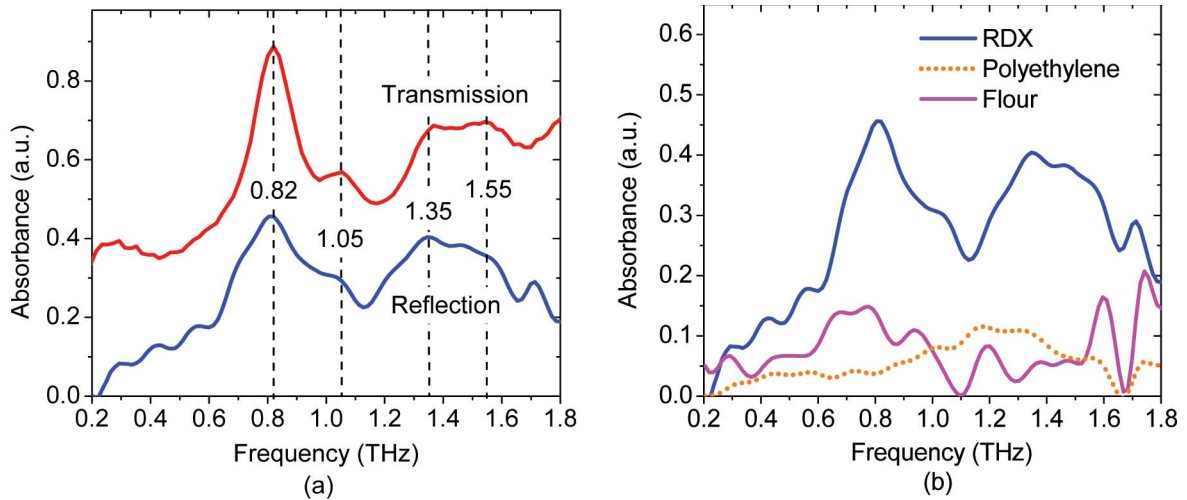 Absorbance (a.u.)
0.8
0.6
0.4
0.2
0.0
Transmission
0.82
1.05
1.35
1.55
Reflection
0.2 0.4 0.6 0.8 1.0 1.2 1.4 1.6 1.8
Frequency (THz)
(a)
Absorbance (a.u.)
0.6
0.5
0.4
0.3
0.2
0.1
0.0
RDX
Polyethylene
Flour
0.2 0.4 0.6 0.8 1.0 1.2 1.4 1.6 1.8
Frequency (THz)
(b)